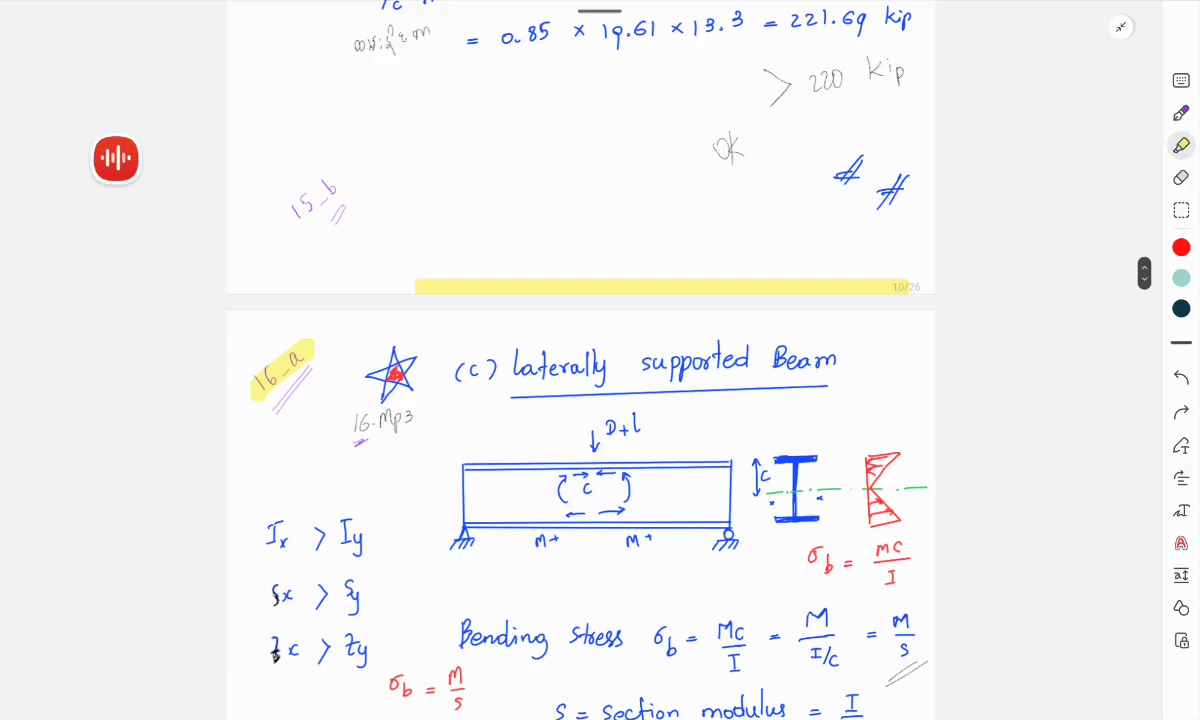 = 0.85 × 19.61 × 13.3 = 221.69 kip
> 220 kip
OK
15_b
10/26
16_a
(c) laterally supported Beam
16.Mp3
D+l
c
C
M+ M+
Ix > Iy
σb = MC / I
Sx > Sy
Bending stress σb = Mc / I = M / I/c = M / S
Zx > Zy
σb = M / S
S = section modulus = I